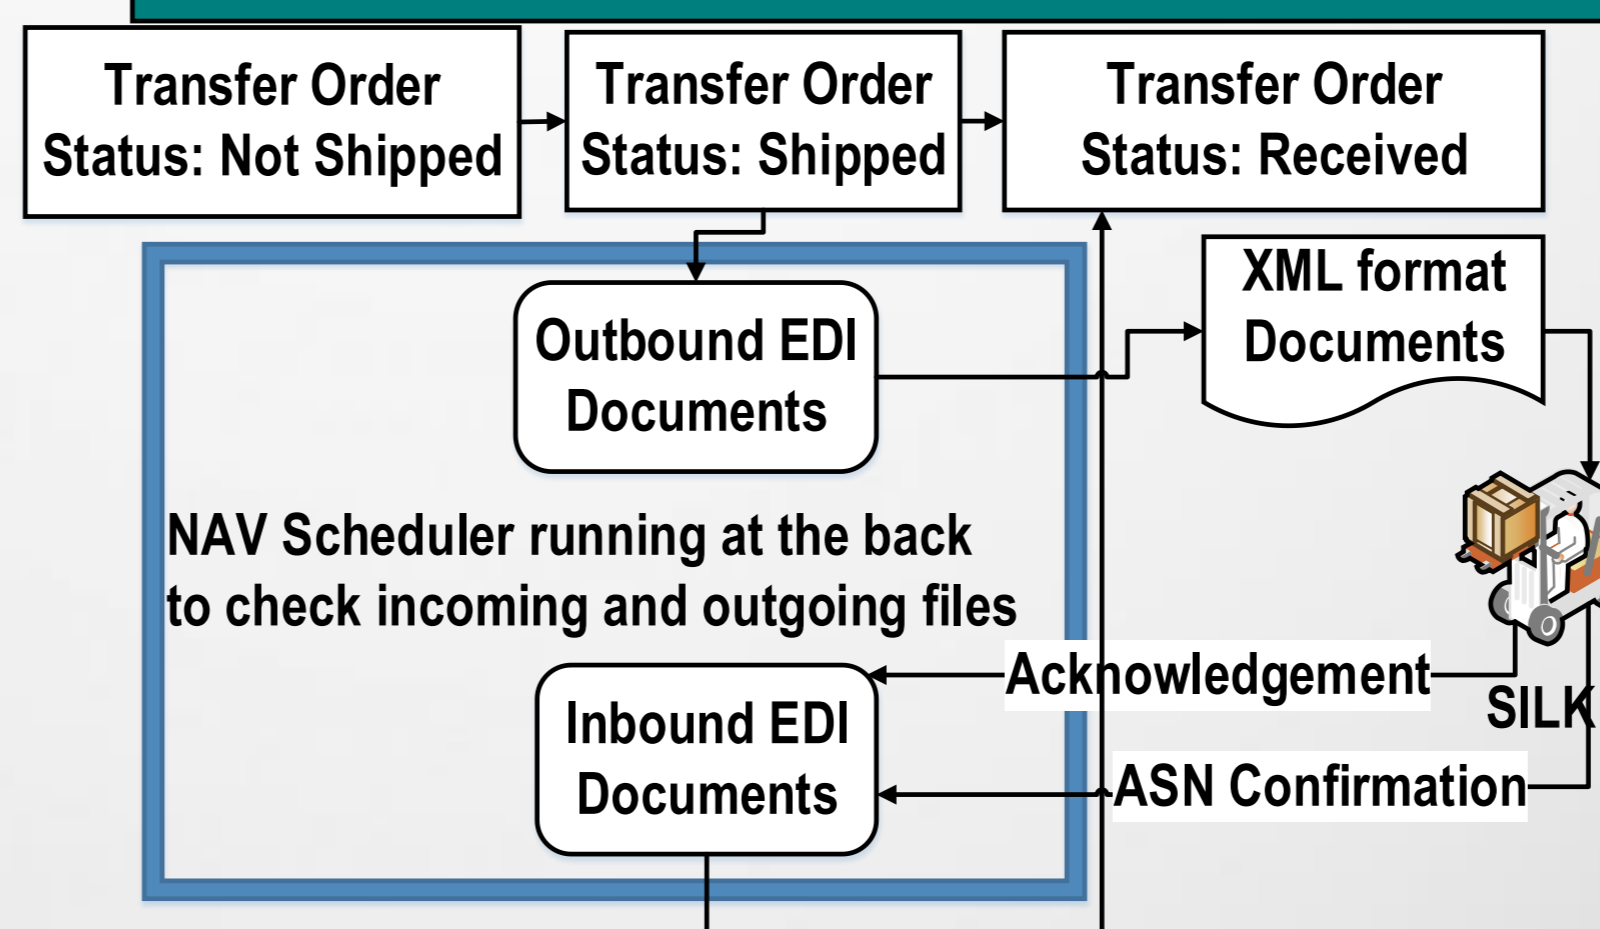 Transfer Order
Status: Not Shipped
Transfer Order
Status: Shipped
Transfer Order
Status: Received
XML format
Documents
Outbound EDI
Documents
NAV Scheduler running at the back
to check incoming and outgoing files
Acknowledgement
SILK
Inbound EDI
Documents
ASN Confirmation